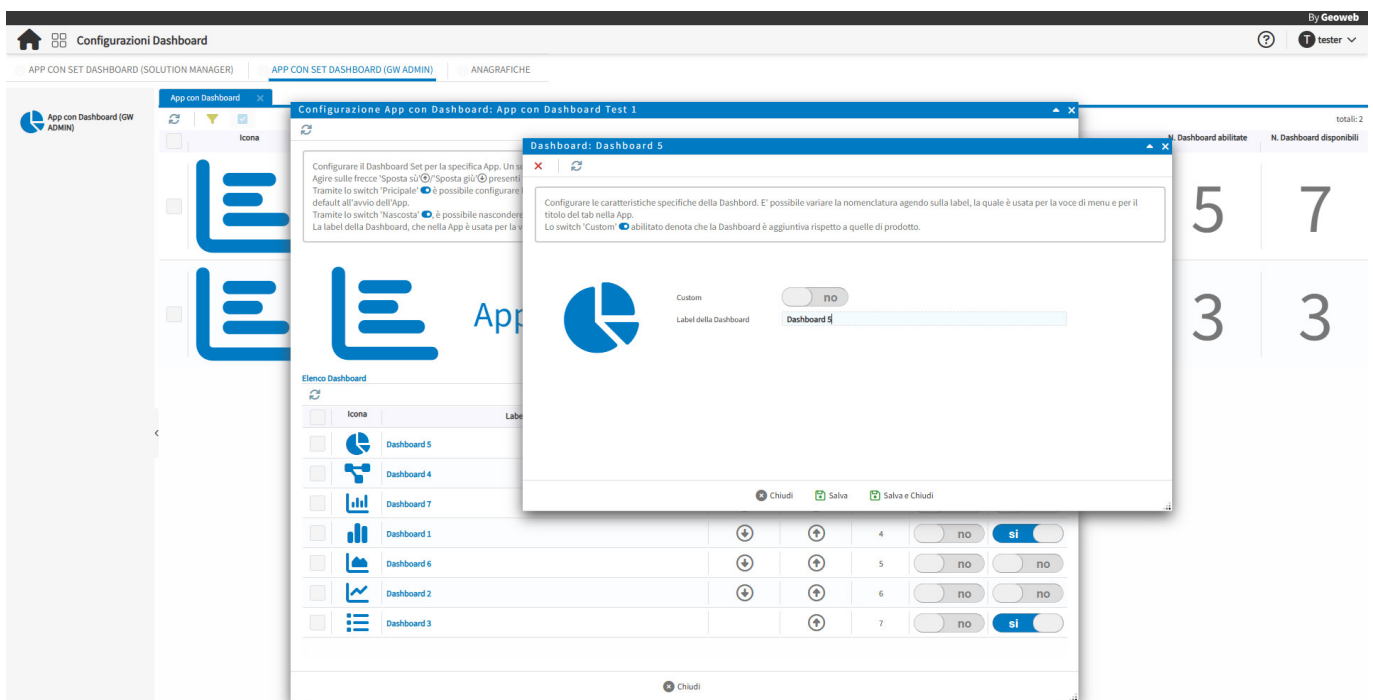 By Geoweb
Configurazioni Dashboard
T tester
APP CON SET DASHBOARD (SOLUTION MANAGER)
APP CON SET DASHBOARD (GW ADMIN)
ANAGRAFICHE
App con Dashboard (GW
ADMIN)
App con Dashboard
totali: 2
Icona
N. Dashboard abilitate
N. Dashboard disponibili
5
7
3
3
Configurazione App con Dashboard: App con Dashboard Test 1
Configurare il Dashboard Set per la specifica App. Un
Agire sulle frecce 'Sposta sù'/'Sposta giù' presenti
Tramite lo switch 'Pricipale' è possibile configurare
default all'avvio dell'App.
Tramite lo switch 'Nascosta', è possibile nascondere
La label della Dashboard, che nella App è usata per la
App
Elenco Dashboard
Icona
Labe
Dashboard 5
Dashboard 4
Dashboard 7
Dashboard 1
4
no
si
Dashboard 6
5
no
no
Dashboard 2
6
no
no
Dashboard 3
7
no
si
Chiudi
Dashboard: Dashboard 5
Configurare le caratteristiche specifiche della Dashbord. E' possibile variare la nomenclatura agendo sulla label, la quale è usata per la voce di menu e per il
titolo del tab nella App.
Lo switch 'Custom' abilitato denota che la Dashboard è aggiuntiva rispetto a quelle di prodotto.
Custom
no
Label della Dashboard
Dashboard 5
Chiudi
Salva
Salva e Chiudi